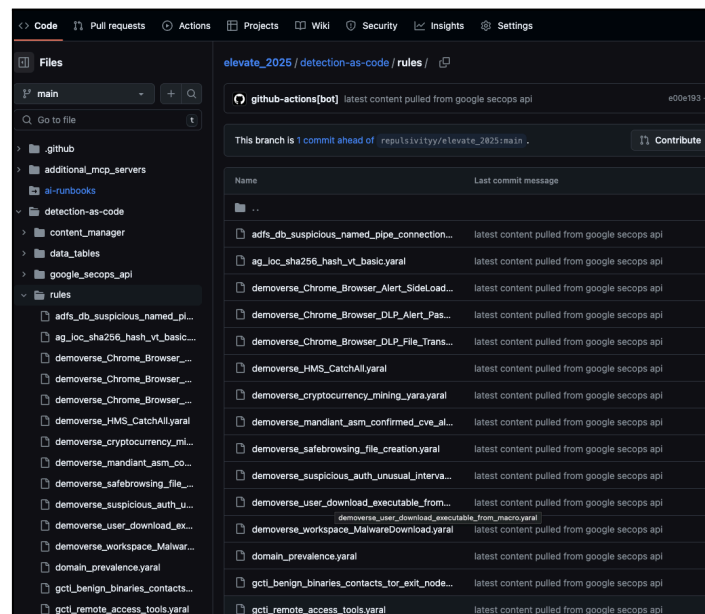 Code
Pull requests
Actions
Projects
Wiki
Security
Insights
Settings
Files
main
Go to file
t
.github
additional_mcp_servers
ai-runbooks
detection-as-code
content_manager
data_tables
google_secops_api
rules
adfs_db_suspicious_named_pi...
ag_ioc_sha256_hash_vt_basic....
demoverse_Chrome_Browser_...
demoverse_Chrome_Browser_...
demoverse_Chrome_Browser_...
demoverse_HMS_CatchAll.yaral
demoverse_cryptocurrency_mi...
demoverse_mandiant_asm_co...
demoverse_safebrowsing_file_...
demoverse_suspicious_auth_u...
demoverse_user_download_ex...
demoverse_workspace_Malwar...
domain_prevalence.yaral
gcti_benign_binaries_contacts...
gcti_remote_access_tools.yaral
elevate_2025 / detection-as-code / rules /
github-actions[bot] latest content pulled from google secops api e00e193
This branch is 1 commit ahead of repulsivityy/elevate_2025:main .
Contribute
Name Last commit message
..
adfs_db_suspicious_named_pipe_connection... latest content pulled from google secops api
ag_ioc_sha256_hash_vt_basic.yaral latest content pulled from google secops api
demoverse_Chrome_Browser_Alert_SideLoad... latest content pulled from google secops api
demoverse_Chrome_Browser_DLP_Alert_Pas... latest content pulled from google secops api
demoverse_Chrome_Browser_DLP_File_Trans... latest content pulled from google secops api
demoverse_HMS_CatchAll.yaral latest content pulled from google secops api
demoverse_cryptocurrency_mining_yara.yaral latest content pulled from google secops api
demoverse_mandiant_asm_confirmed_cve_al... latest content pulled from google secops api
demoverse_safebrowsing_file_creation.yaral latest content pulled from google secops api
demoverse_suspicious_auth_unusual_interva... latest content pulled from google secops api
demoverse_user_download_executable_from... latest content pulled from google secops api
demoverse_user_download_executable_from_macro.yaral
demoverse_workspace_MalwareDownload.yaral latest content pulled from google secops api
domain_prevalence.yaral latest content pulled from google secops api
gcti_benign_binaries_contacts_tor_exit_node... latest content pulled from google secops api
gcti_remote_access_tools.yaral latest content pulled from google secops api